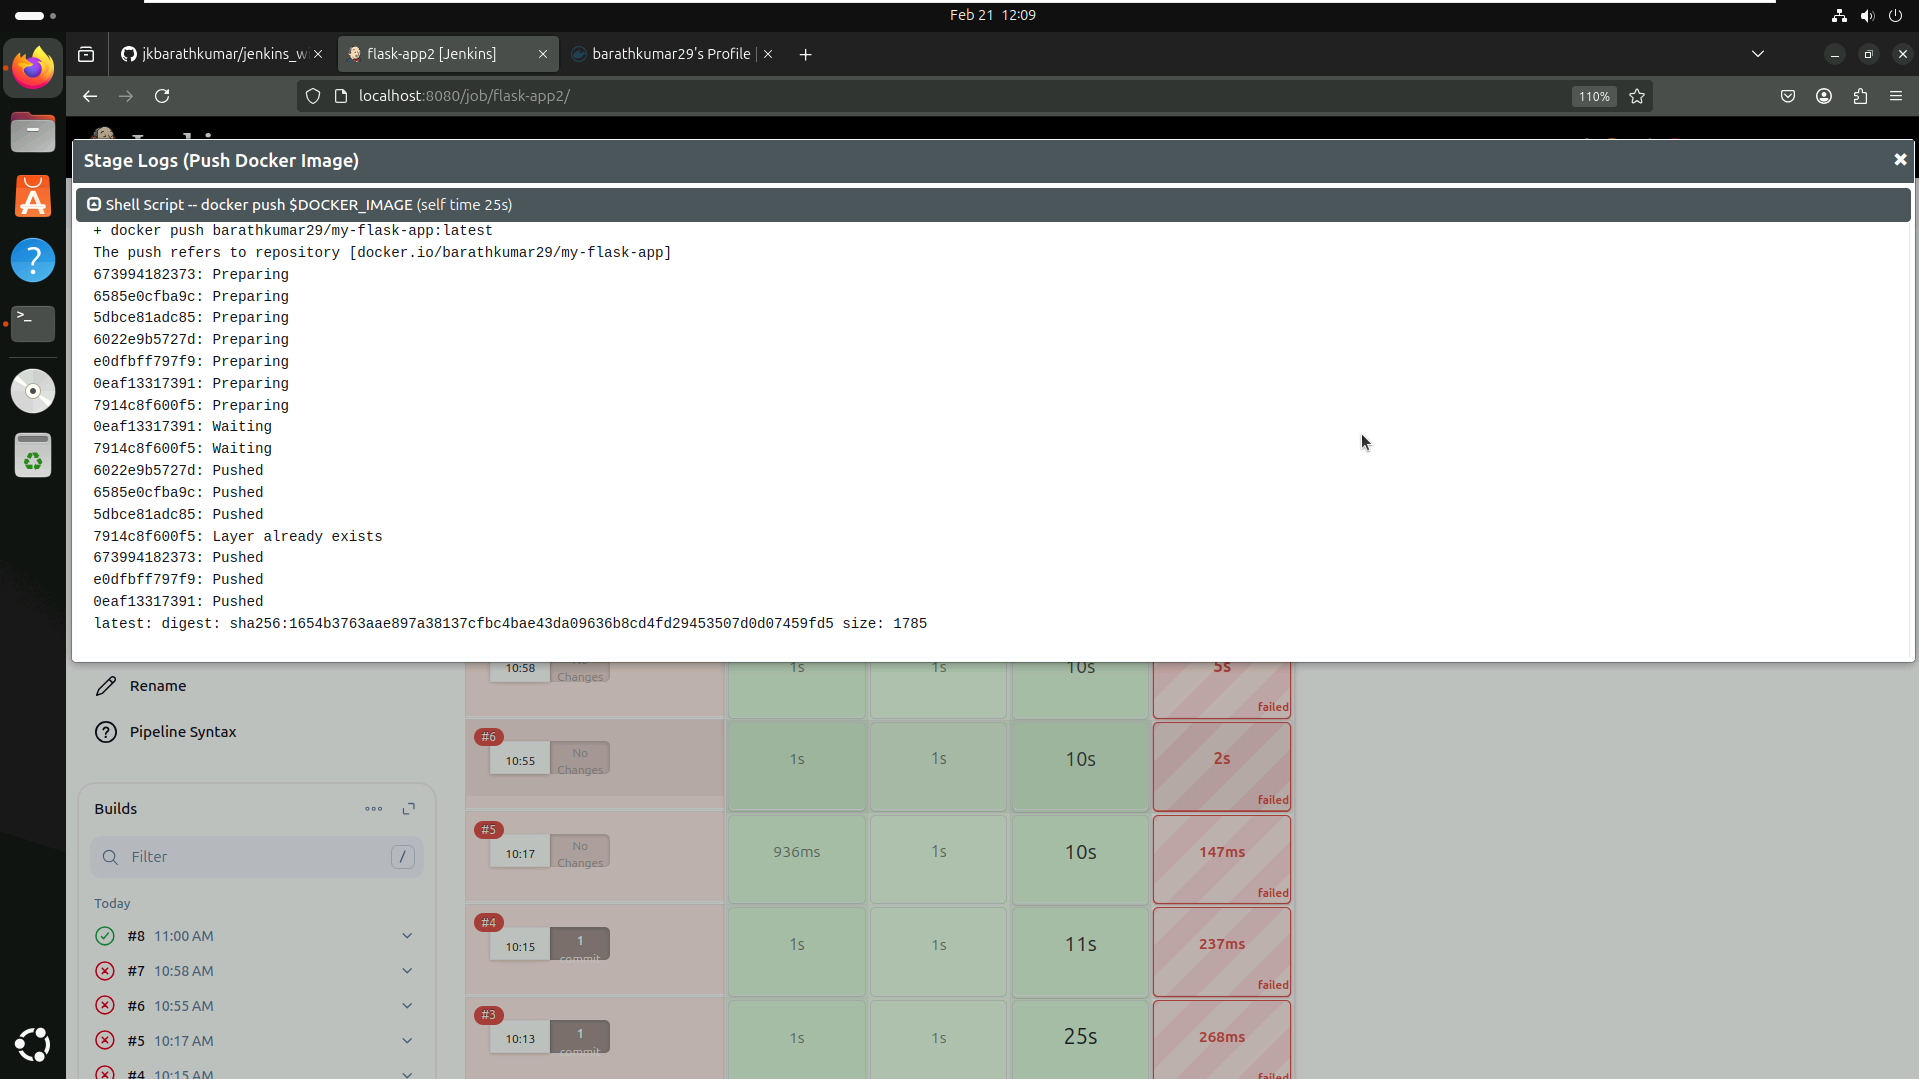 Feb 21 12:09
jkbarathkumar/jenkins_wi
flask-app2 [Jenkins]
barathkumar29's Profile |
localhost:8080/job/flask-app2/
110%
Stage Logs (Push Docker Image)
Shell Script -- docker push $DOCKER_IMAGE (self time 25s)
+ docker push barathkumar29/my-flask-app:latest
The push refers to repository [docker.io/barathkumar29/my-flask-app]
673994182373: Preparing
6585e0cfba9c: Preparing
5dbce81adc85: Preparing
6022e9b5727d: Preparing
e0dfbff797f9: Preparing
0eaf13317391: Preparing
7914c8f600f5: Preparing
0eaf13317391: Waiting
7914c8f600f5: Waiting
6022e9b5727d: Pushed
6585e0cfba9c: Pushed
5dbce81adc85: Pushed
7914c8f600f5: Layer already exists
673994182373: Pushed
e0dfbff797f9: Pushed
0eaf13317391: Pushed
latest: digest: sha256:1654b3763aae897a38137cfbc4bae43da09636b8cd4fd29453507d0d07459fd5 size: 1785
Rename
Pipeline Syntax
Builds
Filter
/
Today
#8 11:00 AM
#7 10:58 AM
#6 10:55 AM
#5 10:17 AM
#4 10:15 AM
10:58
Changes
1s
1s
10s
5s
failed
#6
10:55
No
Changes
1s
1s
10s
2s
failed
#5
10:17
No
Changes
936ms
1s
10s
147ms
failed
#4
10:15
1
commit
1s
1s
11s
237ms
failed
#3
10:13
1
commit
1s
1s
25s
268ms
failed